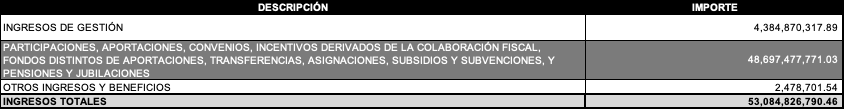 DESCRIPCIÓN IMPORTE
INGRESOS DE GESTIÓN 4,384,870,317.89
PARTICIPACIONES, APORTACIONES, CONVENIOS, INCENTIVOS DERIVADOS DE LA COLABORACIÓN FISCAL,
FONDOS DISTINTOS DE APORTACIONES, TRANSFERENCIAS, ASIGNACIONES, SUBSIDIOS Y SUBVENCIONES, Y 48,697,477,771.03
PENSIONES Y JUBILACIONES
OTROS INGRESOS Y BENEFICIOS 2,478,701.54
INGRESOS TOTALES 53,084,826,790.46